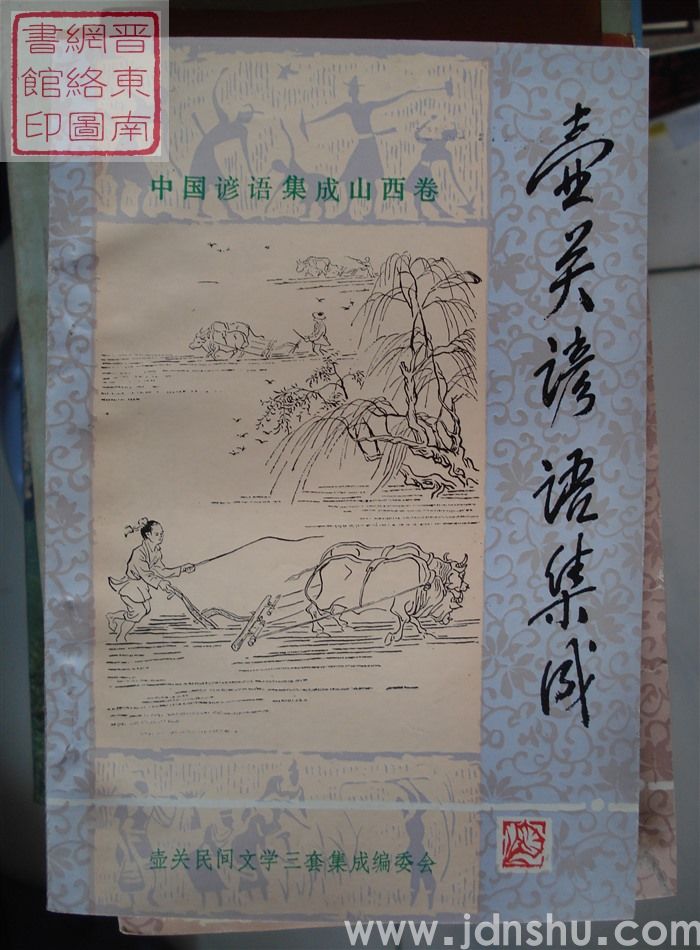 晋東南
網絡圖
書館印
中国谚语集成山西卷
壶关谚语集成
壶关民间文学三套集成编委会
www.jdnshu.com